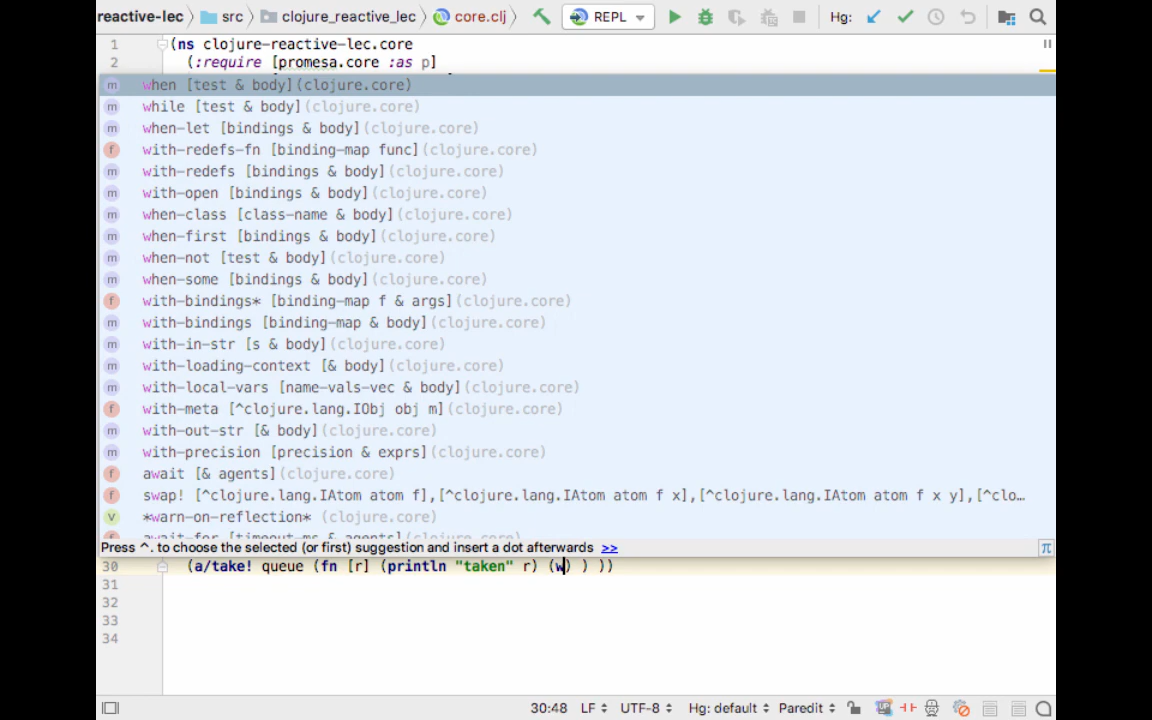 reactive-lec src clojure_reactive_lec core.clj REPL Hg:
1 (ns clojure-reactive-lec.core
2 (:require [promesa.core :as p]
m when [test & body](clojure.core)
m while [test & body](clojure.core)
m when-let [bindings & body](clojure.core)
f with-redefs-fn [binding-map func](clojure.core)
m with-redefs [bindings & body](clojure.core)
m with-open [bindings & body](clojure.core)
m when-class [class-name & body](clojure.core)
m when-first [bindings & body](clojure.core)
m when-not [test & body](clojure.core)
m when-some [bindings & body](clojure.core)
f with-bindings* [binding-map f & args](clojure.core)
m with-bindings [binding-map & body](clojure.core)
m with-in-str [s & body](clojure.core)
m with-loading-context [& body](clojure.core)
m with-local-vars [name-vals-vec & body](clojure.core)
f with-meta [^clojure.lang.IObj obj m](clojure.core)
m with-out-str [& body](clojure.core)
m with-precision [precision & exprs](clojure.core)
f await [& agents](clojure.core)
f swap! [^clojure.lang.IAtom atom f],[^clojure.lang.IAtom atom f x],[^clojure.lang.IAtom atom f x y],[^clo…
v *warn-on-reflection* (clojure.core)
f await-for [timeout-ms & agents](clojure.core)
Press ^. to choose the selected (or first) suggestion and insert a dot afterwards >> π
30 (a/take! queue (fn [r] (println "taken" r) (w) ) ))
31
32
33
34
30:48 LF UTF-8 Hg: default Paredit